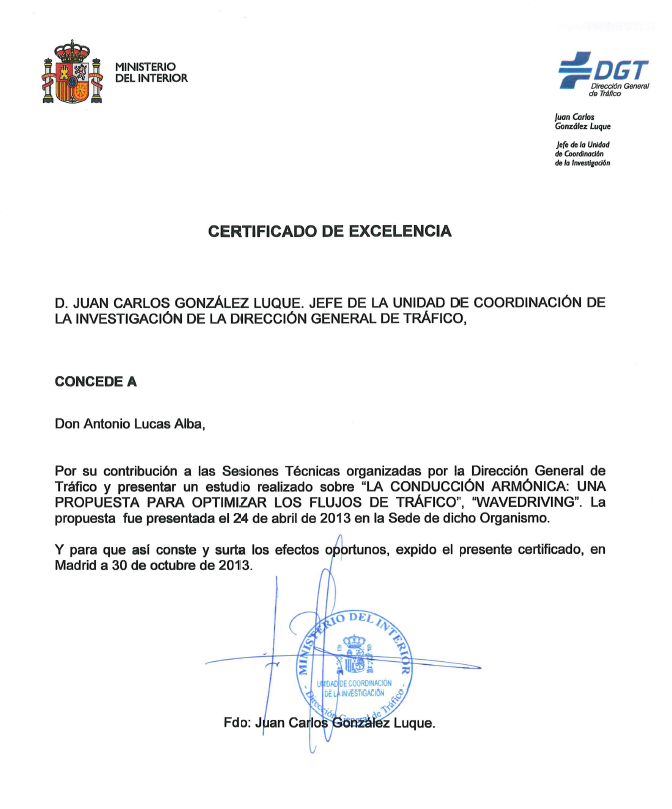 MINISTERIO
DEL INTERIOR
DGT
Dirección General
de Tráfico
Juan Carlos
González Luque
Jefe de la Unidad
de Coordinación
de la Investigación
CERTIFICADO DE EXCELENCIA
D. JUAN CARLOS GONZÁLEZ LUQUE. JEFE DE LA UNIDAD DE COORDINACIÓN DE
LA INVESTIGACIÓN DE LA DIRECCIÓN GENERAL DE TRÁFICO,
CONCEDE A
Don Antonio Lucas Alba,
Por su contribución a las Sesiones Técnicas organizadas por la Dirección General de
Tráfico y presentar un estudio realizado sobre “LA CONDUCCIÓN ARMÓNICA: UNA
PROPUESTA PARA OPTIMIZAR LOS FLUJOS DE TRÁFICO”, “WAVEDRIVING”. La
propuesta fue presentada el 24 de abril de 2013 en la Sede de dicho Organismo.
Y para que así conste y surta los efectos oportunos, expido el presente certificado, en
Madrid a 30 de octubre de 2013.
MINISTERIO DEL INTERIOR
UNIDAD DE COORDINACIÓN
DE LA INVESTIGACIÓN
- Dirección General de Tráfico -
Fdo: Juan Carlos González Luque.